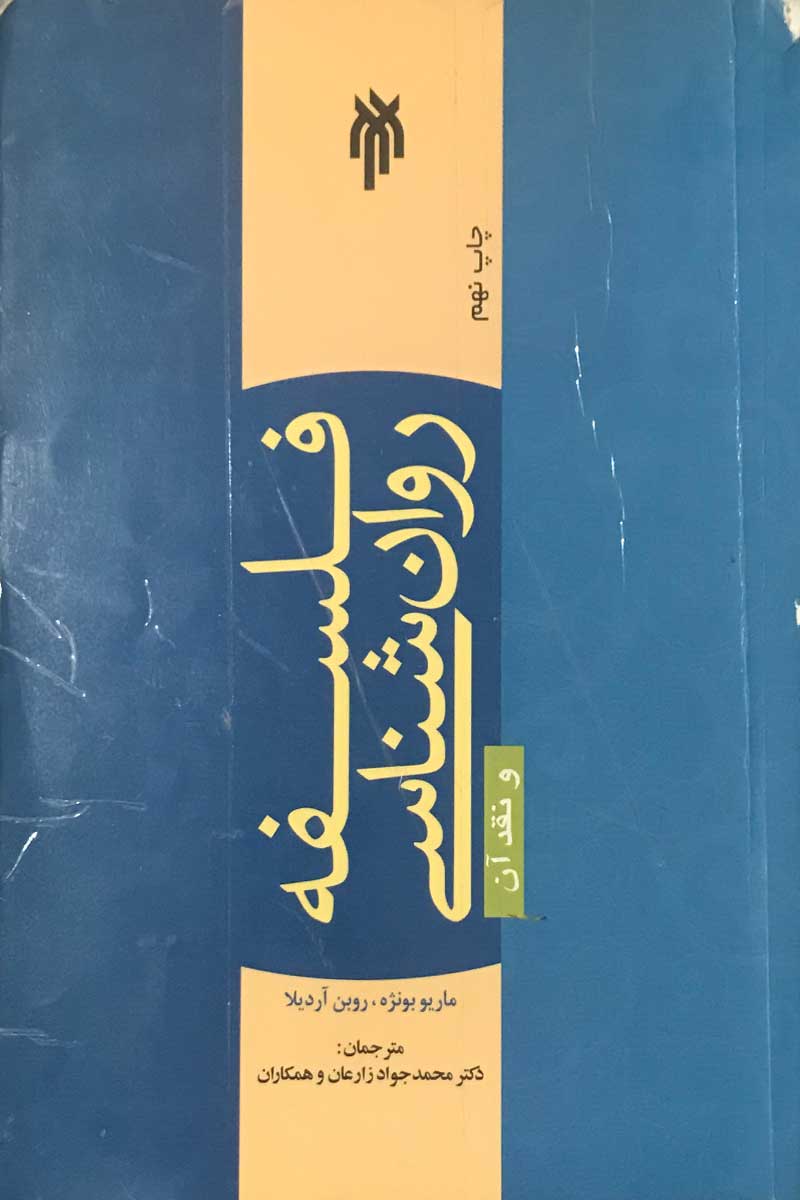 چاپ نهم
فلسفه
روان‌شناسی
و نقد آن
ماریو بونژه، روبن آردیلا
مترجمان:
دکتر محمدجواد زارعان و همکاران